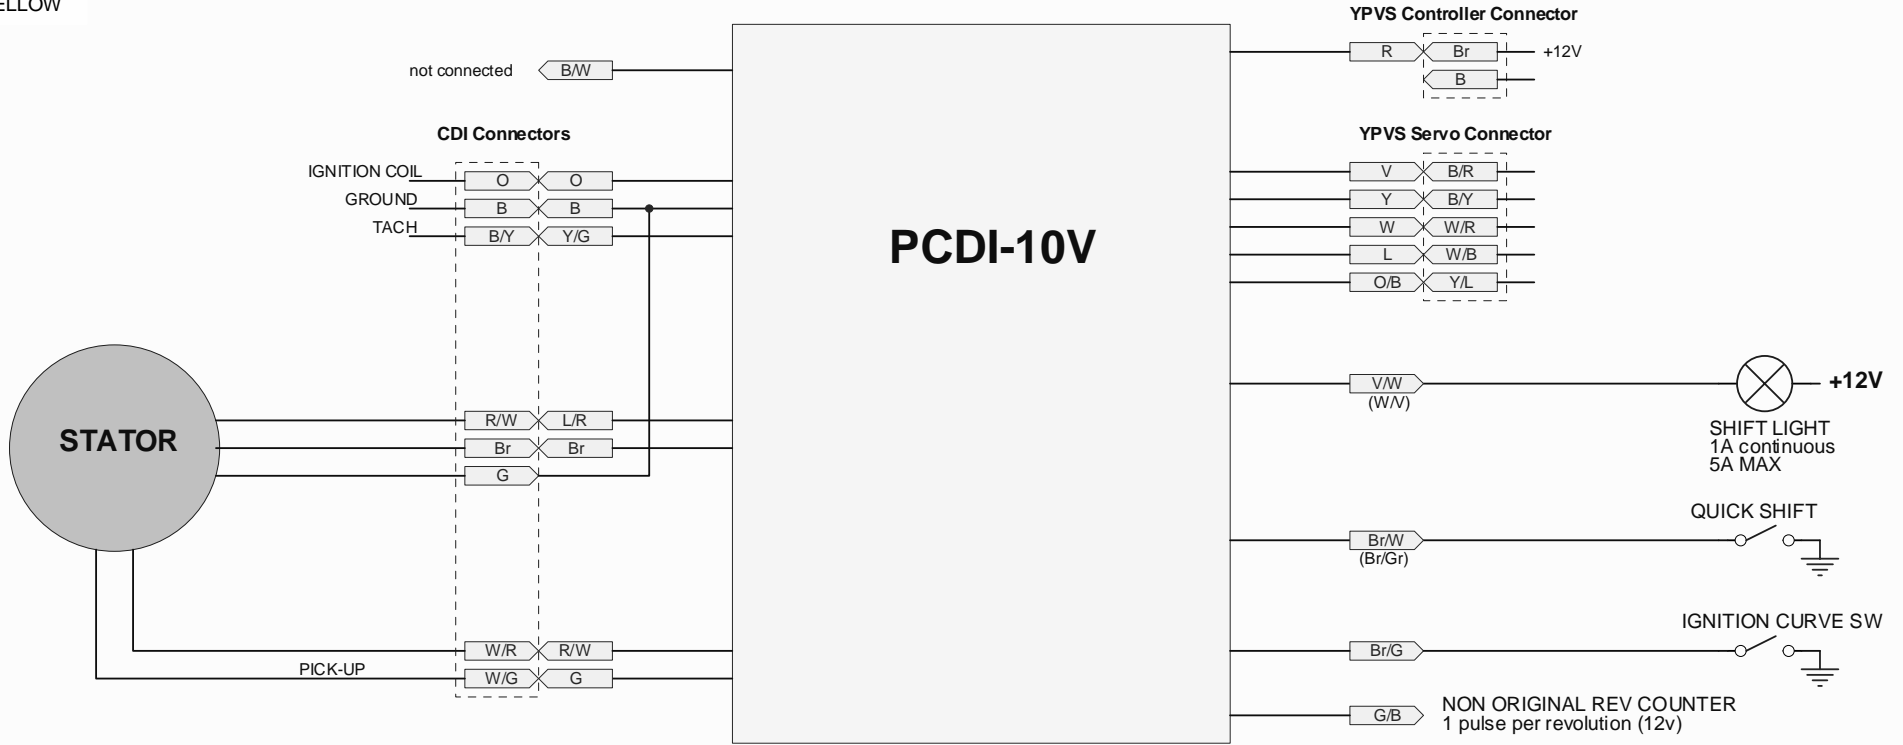 YPVS Controller Connector
R Br +12V
B
not connected B/W
CDI Connectors
IGNITION COIL O O
GROUND B B
TACH B/Y Y/G
PCDI-10V
YPVS Servo Connector
V B/R
Y B/Y
W W/R
L W/B
O/B Y/L
STATOR
R/W L/R
Br Br
G
W/R R/W
PICK-UP W/G G
V/W
(W/V)
+12V
SHIFT LIGHT
1A continuous
5A MAX
QUICK SHIFT
Br/W
(Br/Gr)
IGNITION CURVE SW
Br/G
G/B
NON ORIGINAL REV COUNTER
1 pulse per revolution (12v)